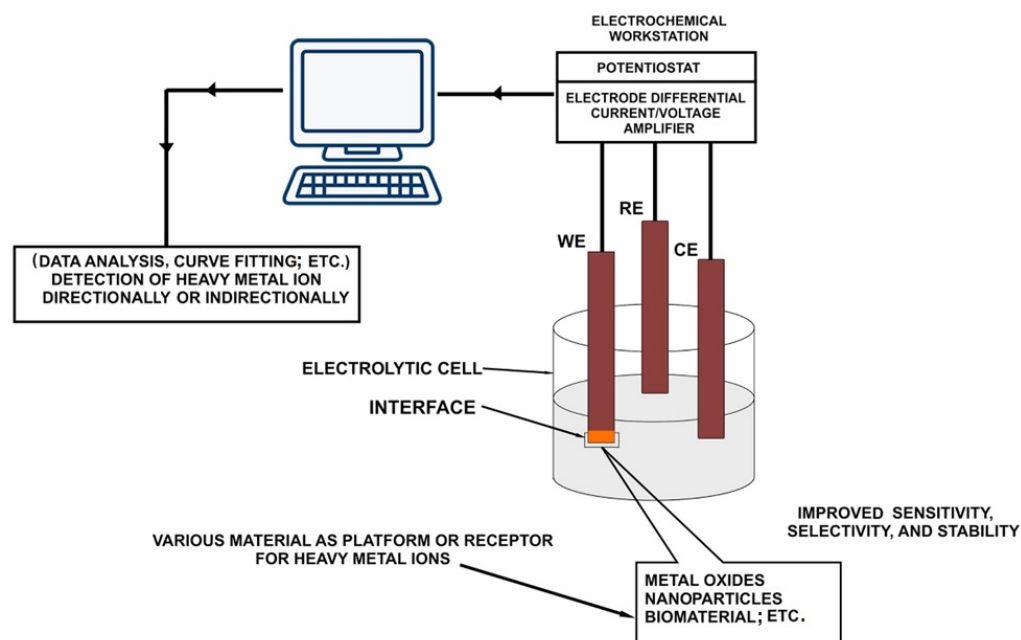 ELECTROCHEMICAL
WORKSTATION
POTENTIOSTAT
ELECTRODE DIFFERENTIAL
CURRENT/VOLTAGE
AMPLIFIER
RE
WE
CE
(DATA ANALYSIS, CURVE FITTING; ETC.)
DETECTION OF HEAVY METAL ION
DIRECTIONALLY OR INDIRECTIONALLY
ELECTROLYTIC CELL
INTERFACE
IMPROVED SENSITIVITY,
SELECTIVITY, AND STABILITY
VARIOUS MATERIAL AS PLATFORM OR RECEPTOR
FOR HEAVY METAL IONS
METAL OXIDES
NANOPARTICLES
BIOMATERIAL; ETC.